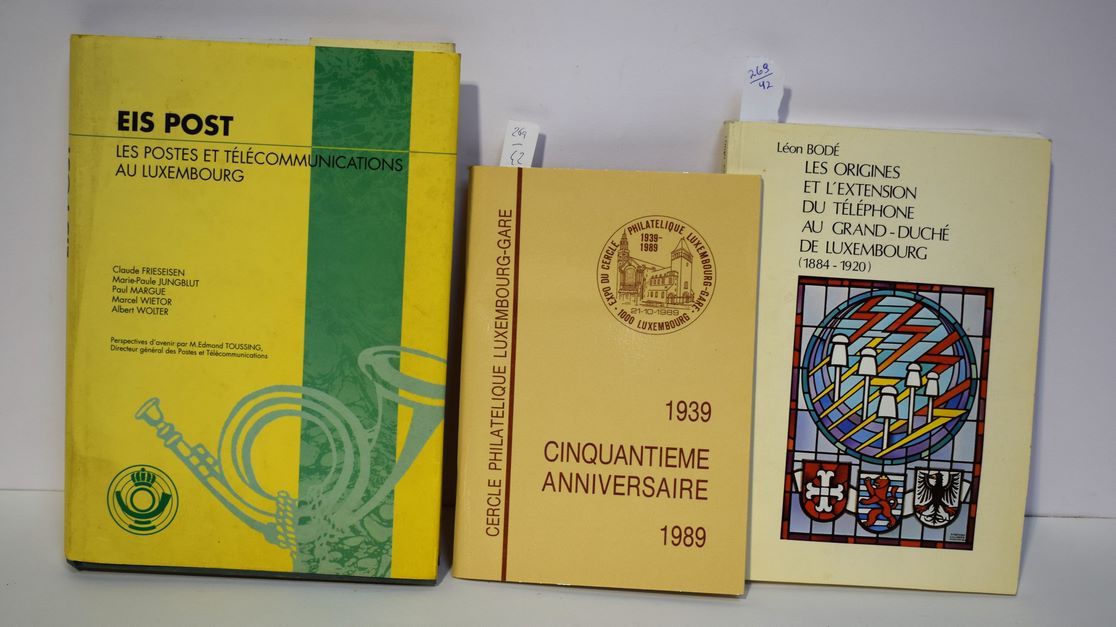 EIS POST
LES POSTES ET TÉLÉCOMMUNICATIONS
AU LUXEMBOURG
Claude FRIESEISEN
Marie-Paule JUNGBLUT
Paul MARGUE
Marcel WIETOR
Albert WOLTER
Perspectives d'avenir par M.Edmond TOUSSING,
Directeur général des Postes et Télécommunications
269
42
CERCLE PHILATELIQUE LUXEMBOURG-GARE
· EXPO DU CERCLE PHILATELIQUE LUXEMBOURG-GARE ·
1939-
1989
21-10-1989
1000 LUXEMBOURG
1939
CINQUANTIEME
ANNIVERSAIRE
1989
269
42
Léon BODÉ
LES ORIGINES
ET L'EXTENSION
DU TÉLÉPHONE
AU GRAND-DUCHÉ
DE LUXEMBOURG
(1884-1920)